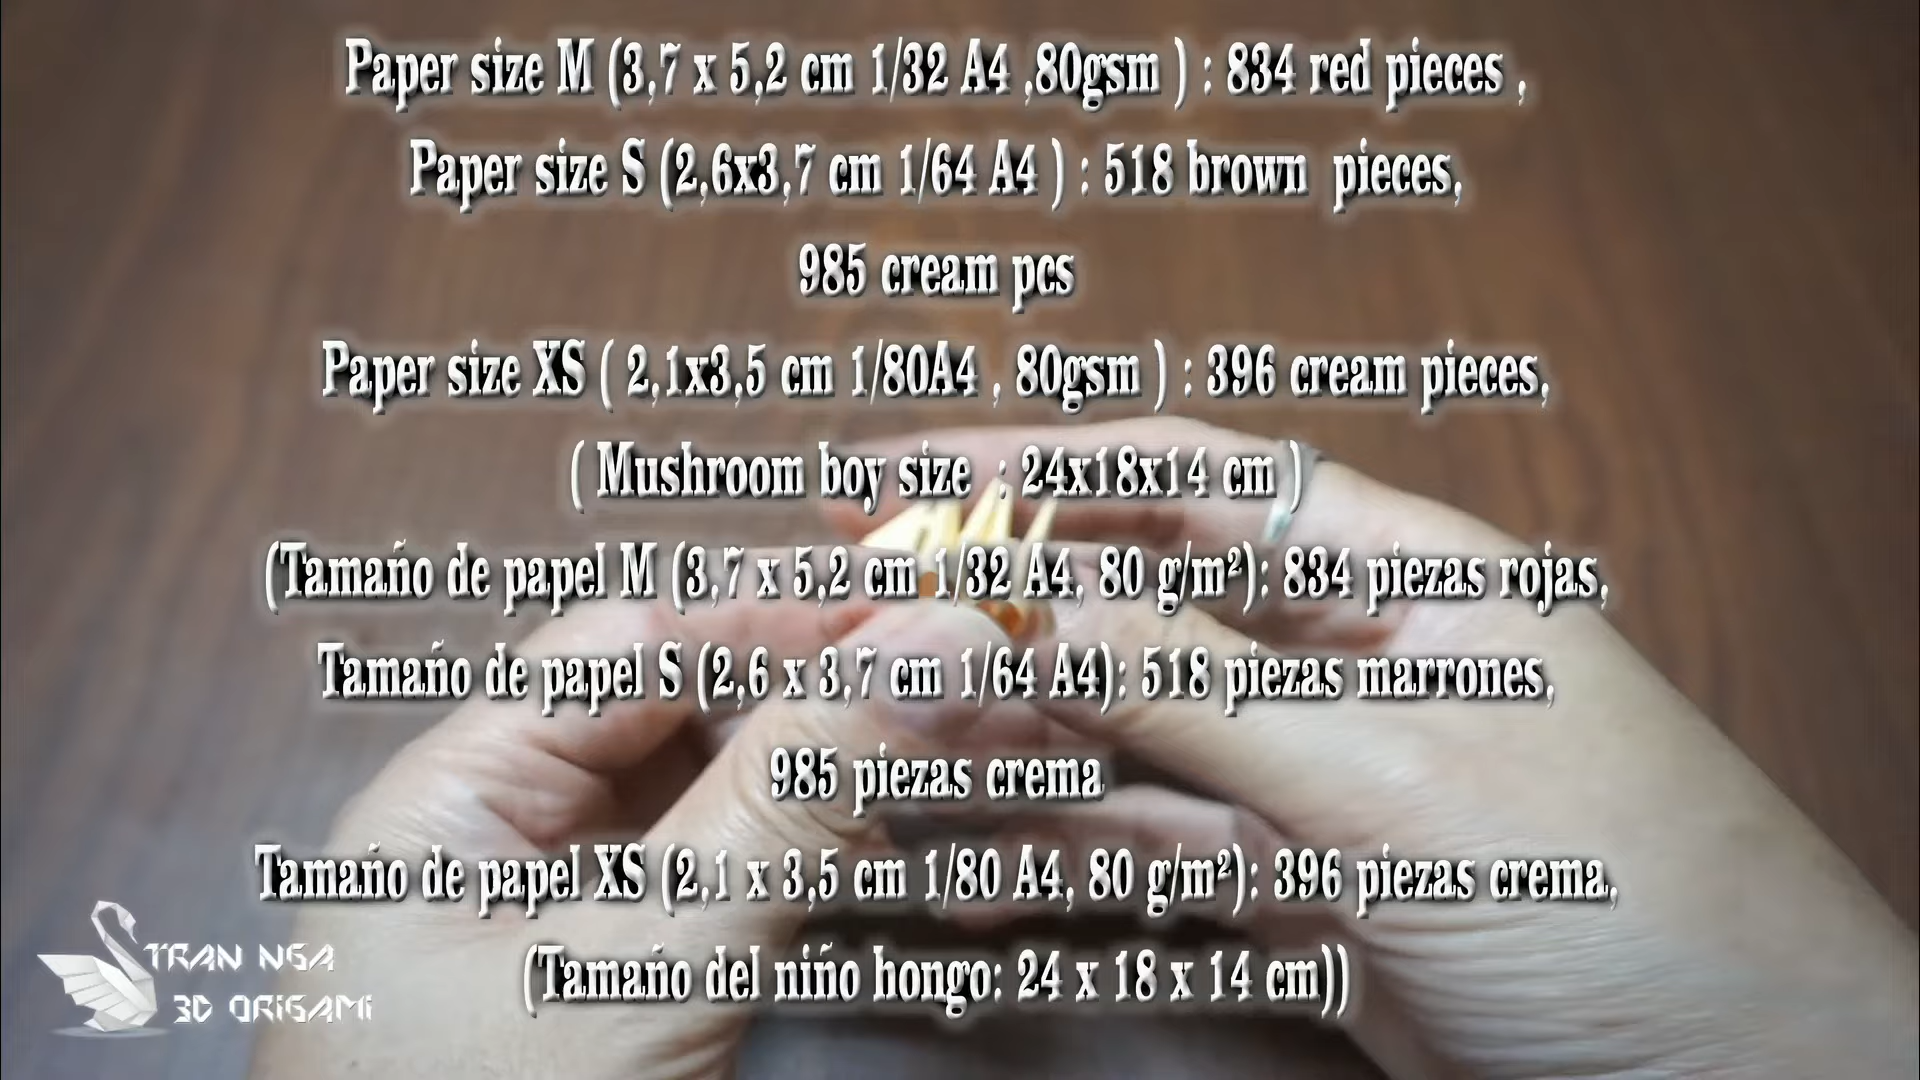 Paper size M (3,7 x 5,2 cm 1/32 A4 ,80gsm ) : 834 red pieces ,
Paper size S (2,6x3,7 cm 1/64 A4 ) : 518 brown pieces,
985 cream pcs
Paper size XS ( 2,1x3,5 cm 1/80A4 , 80gsm ) : 396 cream pieces,
( Mushroom boy size : 24x18x14 cm )
(Tamaño de papel M (3,7 x 5,2 cm 1/32 A4, 80 g/m²): 834 piezas rojas,
Tamaño de papel S (2,6 x 3,7 cm 1/64 A4): 518 piezas marrones,
985 piezas crema
Tamaño de papel XS (2,1 x 3,5 cm 1/80 A4, 80 g/m²): 396 piezas crema,
(Tamaño del niño hongo: 24 x 18 x 14 cm))
TRAN NGA
3D ORIGAMI